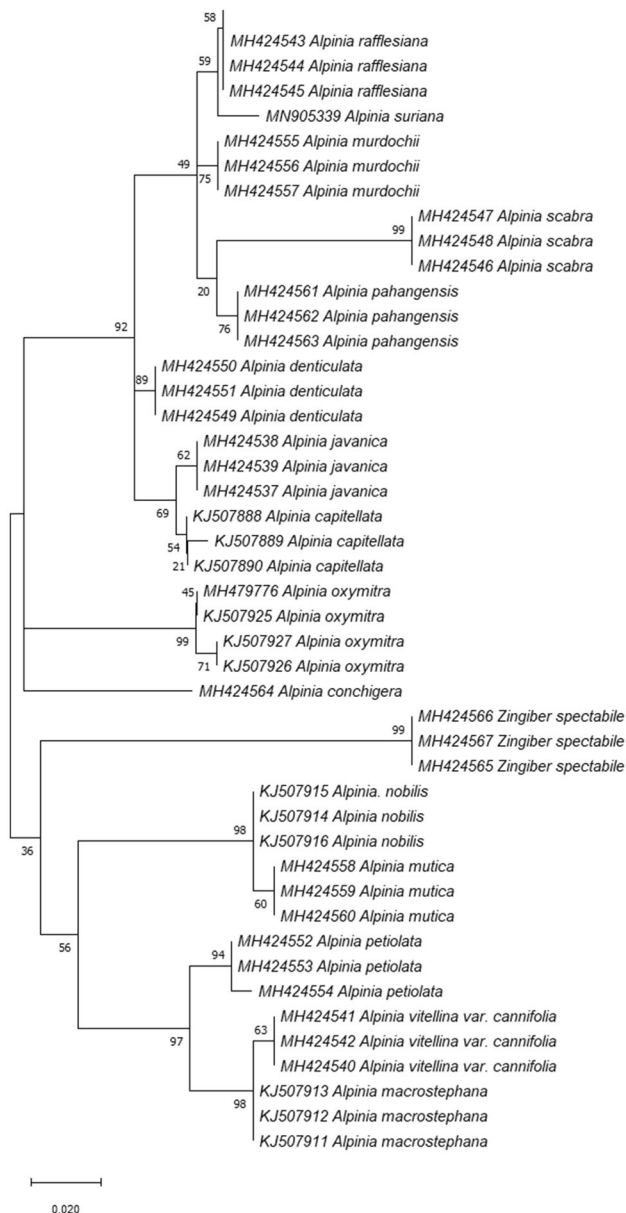 58
MH424543 Alpinia rafflesiana
59
MH424544 Alpinia rafflesiana
MH424545 Alpinia rafflesiana
MN905339 Alpinia suriana
MH424555 Alpinia murdochii
49
MH424556 Alpinia murdochii
75
MH424557 Alpinia murdochii
MH424547 Alpinia scabra
99
MH424548 Alpinia scabra
MH424546 Alpinia scabra
20
MH424561 Alpinia pahangensis
MH424562 Alpinia pahangensis
76
92
MH424563 Alpinia pahangensis
MH424550 Alpinia denticulata
89
MH424551 Alpinia denticulata
MH424549 Alpinia denticulata
MH424538 Alpinia javanica
62
MH424539 Alpinia javanica
MH424537 Alpinia javanica
69
KJ507888 Alpinia capitellata
54
KJ507889 Alpinia capitellata
21
KJ507890 Alpinia capitellata
45
MH479776 Alpinia oxymitra
KJ507925 Alpinia oxymitra
99
KJ507927 Alpinia oxymitra
71
KJ507926 Alpinia oxymitra
MH424564 Alpinia conchigera
MH424566 Zingiber spectabile
99
MH424567 Zingiber spectabile
MH424565 Zingiber spectabile
KJ507915 Alpinia. nobilis
KJ507914 Alpinia nobilis
98
KJ507916 Alpinia nobilis
36
MH424558 Alpinia mutica
MH424559 Alpinia mutica
60
MH424560 Alpinia mutica
56
MH424552 Alpinia petiolata
94
MH424553 Alpinia petiolata
MH424554 Alpinia petiolata
MH424541 Alpinia vitellina var. cannifolia
63
MH424542 Alpinia vitellina var. cannifolia
97
MH424540 Alpinia vitellina var. cannifolia
KJ507913 Alpinia macrostephana
98
KJ507912 Alpinia macrostephana
KJ507911 Alpinia macrostephana
0.020